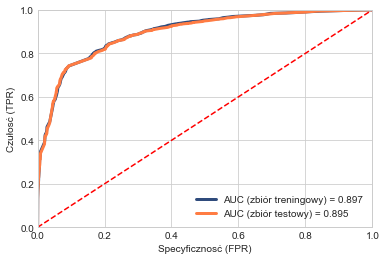 1.0
0.8
0.6
0.4
0.2
0.0
0.0 0.2 0.4 0.6 0.8 1.0
Czułość (TPR)
Specyficzność (FPR)
AUC (zbiór treningowy) = 0.897
AUC (zbiór testowy) = 0.895